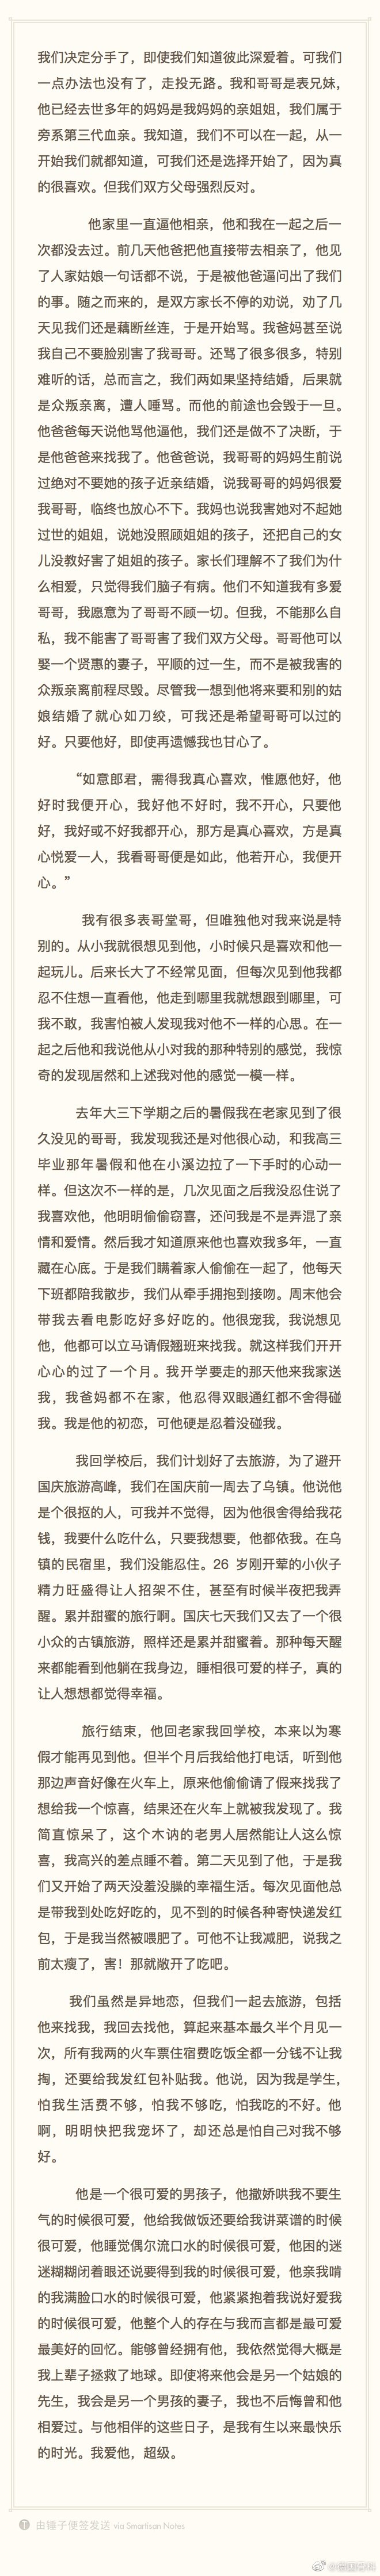 我们决定分手了，即使我们知道彼此深爱着。可我们
一点办法也没有了，走投无路。我和哥哥是表兄妹，
他已经去世多年的妈妈是我妈妈的亲姐姐，我们属于
旁系第三代血亲。我知道，我们不可以在一起，从一
开始我们就都知道，可我们还是选择开始了，因为真
的很喜欢。但我们双方父母强烈反对。
他家里一直逼他相亲，他和我在一起之后一
次都没去过。前几天他爸把他直接带去相亲了，他见
了人家姑娘一句话都不说，于是被他爸逼问出了我们
的事。随之而来的，是双方家长不停的劝说，劝了几
天见我们还是藕断丝连，于是开始骂。我爸妈甚至说
我自己不要脸别害了我哥哥。还骂了很多很多，特别
难听的话，总而言之，我们两如果坚持结婚，后果就
是众叛亲离，遭人唾骂。而他的前途也会毁于一旦。
他爸爸每天说他骂他逼他，我们还是做不了决断，于
是他爸爸来找我了。他爸爸说，我哥哥的妈妈生前说
过绝对不要她的孩子近亲结婚，说我哥哥的妈妈很爱
我哥哥，临终也放心不下。我妈也说我害她对不起她
过世的姐姐，说她没照顾姐姐的孩子，还把自己的女
儿没教好害了姐姐的孩子。家长们理解不了我们为什
么相爱，只觉得我们脑子有病。他们不知道我有多爱
哥哥，我愿意为了哥哥不顾一切。但我，不能那么自
私，我不能害了哥哥害了我们双方父母。哥哥他可以
娶一个贤惠的妻子，平顺的过一生，而不是被我害的
众叛亲离前程尽毁。尽管我一想到他将来要和别的姑
娘结婚了就心如刀绞，可我还是希望哥哥可以过的
好。只要他好，即使再遗憾我也甘心了。
“如意郎君，需得我真心喜欢，惟愿他好，他
好时我便开心，我好他不好时，我不开心，只要他
好，我好或不好我都开心，那方是真心喜欢，方是真
心悦爱一人，我看哥哥便是如此，他若开心，我便开
心。”
我有很多表哥堂哥，但唯独他对我来说是特
别的。从小我就很想见到他，小时候只是喜欢和他一
起玩儿。后来长大了不经常见面，但每次见到他我都
忍不住想一直看他，他走到哪里我就想跟到哪里，可
我不敢，我害怕被人发现我对他不一样的心思。在一
起之后他和我说他从小对我的那种特别的感觉，我惊
奇的发现居然和上述我对他的感觉一模一样。
去年大三下学期之后的暑假我在老家见到了很
久没见的哥哥，我发现我还是对他很心动，和我高三
毕业那年暑假和他在小溪边拉了一下手时的心动一
样。但这次不一样的是，几次见面之后我没忍住说了
我喜欢他，他明明偷偷窃喜，还问我是不是弄混了亲
情和爱情。然后我才知道原来他也喜欢我多年，一直
藏在心底。于是我们瞒着家人偷偷在一起了，他每天
下班都陪我散步，我们从牵手拥抱到接吻。周末他会
带我去看电影吃好多好吃的。他很宠我，我说想见
他，他都可以立马请假翘班来找我。就这样我们开开
心心的过了一个月。我开学要走的那天他来我家送
我，我爸妈都不在家，他忍得双眼通红都不舍得碰
我。我是他的初恋，可他硬是忍着没碰我。
我回学校后，我们计划好了去旅游，为了避开
国庆旅游高峰，我们在国庆前一周去了乌镇。他说他
是个很抠的人，可我并不觉得，因为他很舍得给我花
钱，我要什么吃什么，只要我想要，他都依我。在乌
镇的民宿里，我们没能忍住。26 岁刚开荤的小伙子
精力旺盛得让人招架不住，甚至有时候半夜把我弄
醒。累并甜蜜的旅行啊。国庆七天我们又去了一个很
小众的古镇旅游，照样还是累并甜蜜着。那种每天醒
来都能看到他躺在我身边，睡相很可爱的样子，真的
让人想想都觉得幸福。
旅行结束，他回老家我回学校，本来以为寒
假才能再见到他。但半个月后我给他打电话，听到他
那边声音好像在火车上，原来他偷偷请了假来找我了
想给我一个惊喜，结果还在火车上就被我发现了。我
简直惊呆了，这个木讷的老男人居然能让人这么惊
喜，我高兴的差点睡不着。第二天见到了他，于是我
们又开始了两天没羞没臊的幸福生活。每次见面他总
是带我到处吃好吃的，见不到的时候各种寄快递发红
包，于是我当然被喂肥了。可他不让我减肥，说我之
前太瘦了，害！那就敞开了吃吧。
我们虽然是异地恋，但我们一起去旅游，包括
他来找我，我回去找他，算起来基本最久半个月见一
次，所有我两的火车票住宿费吃饭全都一分钱不让我
掏，还要给我发红包补贴我。他说，因为我是学生，
怕我生活费不够，怕我不够吃，怕我吃的不好。他
啊，明明快把我宠坏了，却还总是怕自己对我不够
好。
他是一个很可爱的男孩子，他撒娇哄我不要生
气的时候很可爱，他给我做饭还要给我讲菜谱的时候
很可爱，他睡觉偶尔流口水的时候很可爱，他困的迷
迷糊糊闭着眼还说要得到我的时候很可爱，他亲我啃
的我满脸口水的时候很可爱，他紧紧抱着我说好爱我
的时候很可爱，他整个人的存在与我而言都是最可爱
最美好的回忆。能够曾经拥有他，我依然觉得大概是
我上辈子拯救了地球。即使将来他会是另一个姑娘的
先生，我会是另一个男孩的妻子，我也不后悔曾和他
相爱过。与他相伴的这些日子，是我有生以来最快乐
的时光。我爱他，超级。
由锤子便签发送 via Smartisan Notes